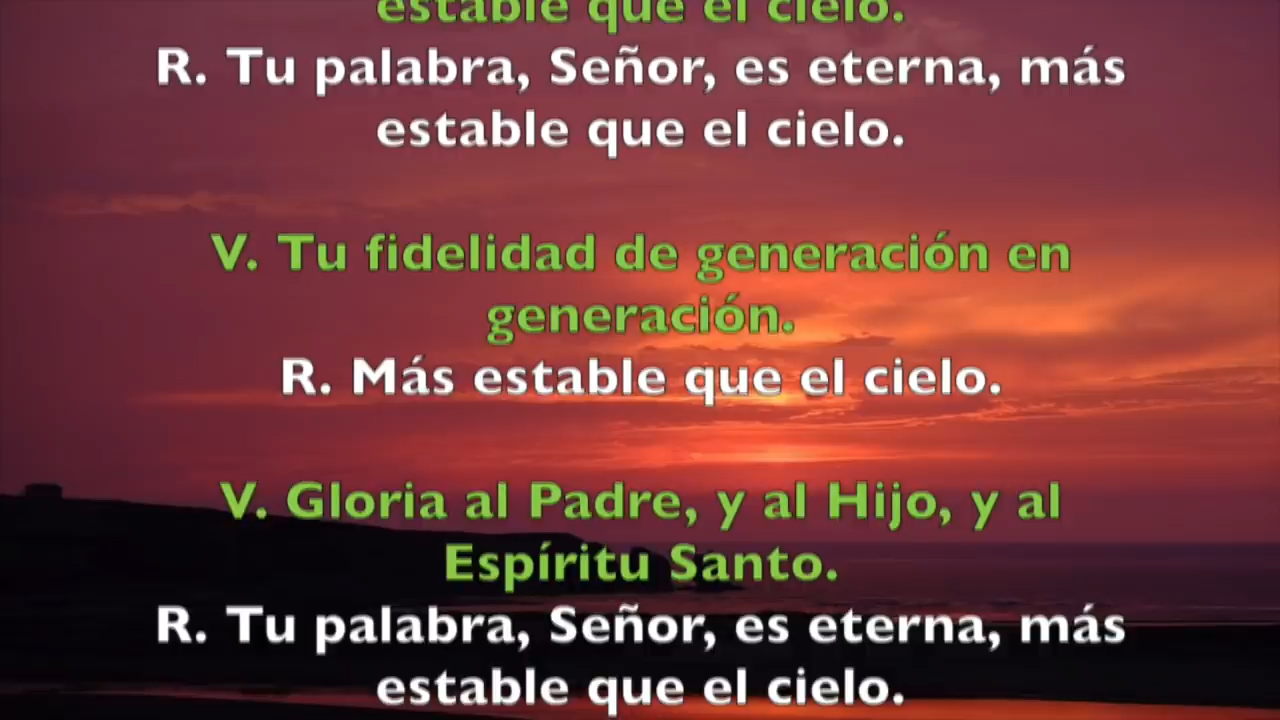 estable que el cielo.
R. Tu palabra, Señor, es eterna, más
estable que el cielo.
V. Tu fidelidad de generación en
generación.
R. Más estable que el cielo.
V. Gloria al Padre, y al Hijo, y al
Espíritu Santo.
R. Tu palabra, Señor, es eterna, más
estable que el cielo.